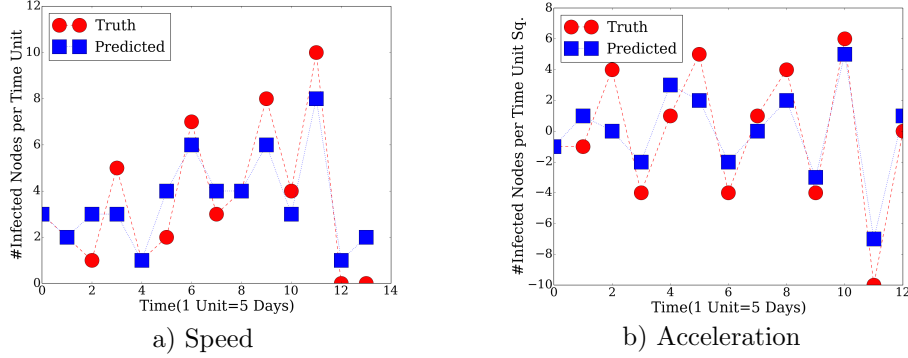 12
10
8
6
4
2
0
#Infected Nodes per Time Unit
Truth
Predicted
0 2 4 6 8 10 12 14
Time(1 Unit=5 Days)
a) Speed
8
6
4
2
0
−2
−4
−6
−8
−10
#Infected Nodes per Time Unit Sq.
Truth
Predicted
0 2 4 6 8 10 12
Time(1 Unit=5 Days)
b) Acceleration